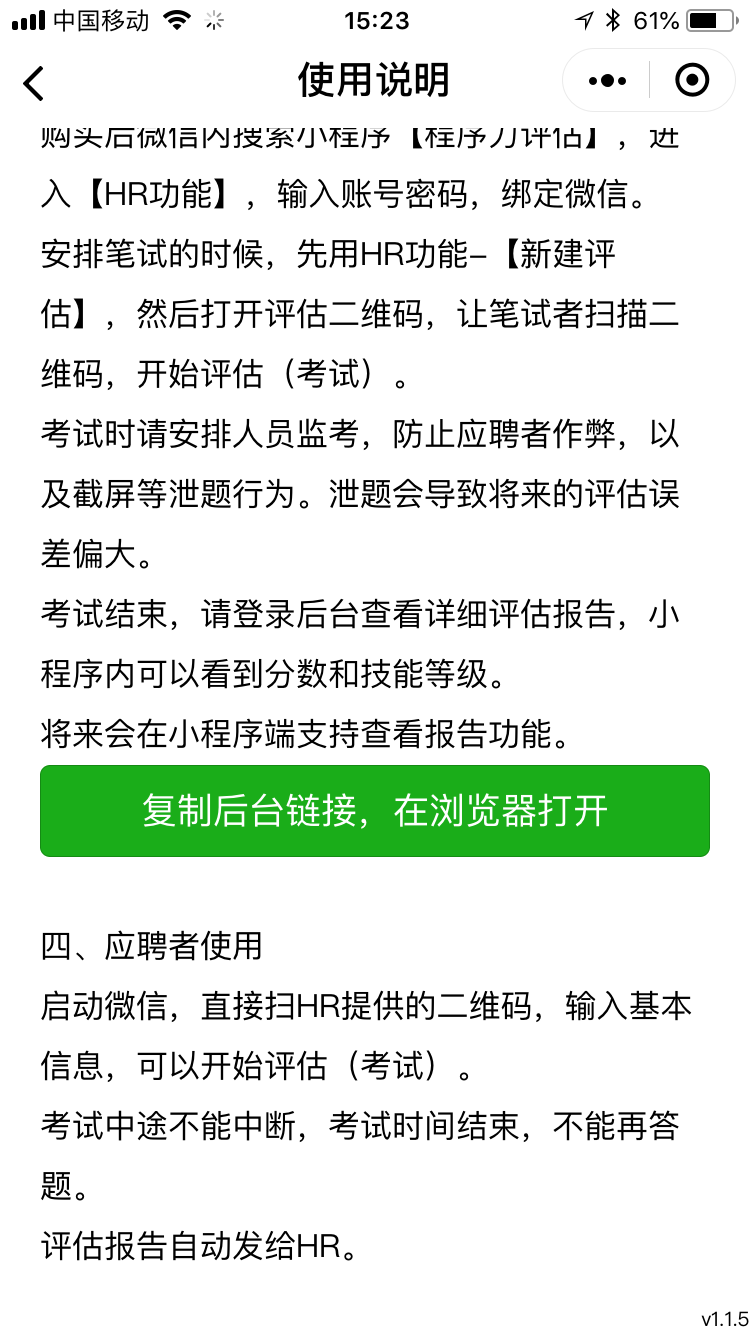 中国移动
15:23
61%
使用说明
购买后微信内搜索小程序【程序力评估】，进
入【HR功能】，输入账号密码，绑定微信。
安排笔试的时候，先用HR功能–【新建评
估】，然后打开评估二维码，让笔试者扫描二
维码，开始评估（考试）。
考试时请安排人员监考，防止应聘者作弊，以
及截屏等泄题行为。泄题会导致将来的评估误
差偏大。
考试结束，请登录后台查看详细评估报告，小
程序内可以看到分数和技能等级。
将来会在小程序端支持查看报告功能。
复制后台链接，在浏览器打开
四、应聘者使用
启动微信，直接扫HR提供的二维码，输入基本
信息，可以开始评估（考试）。
考试中途不能中断，考试时间结束，不能再答
题。
评估报告自动发给HR。
v1.1.5